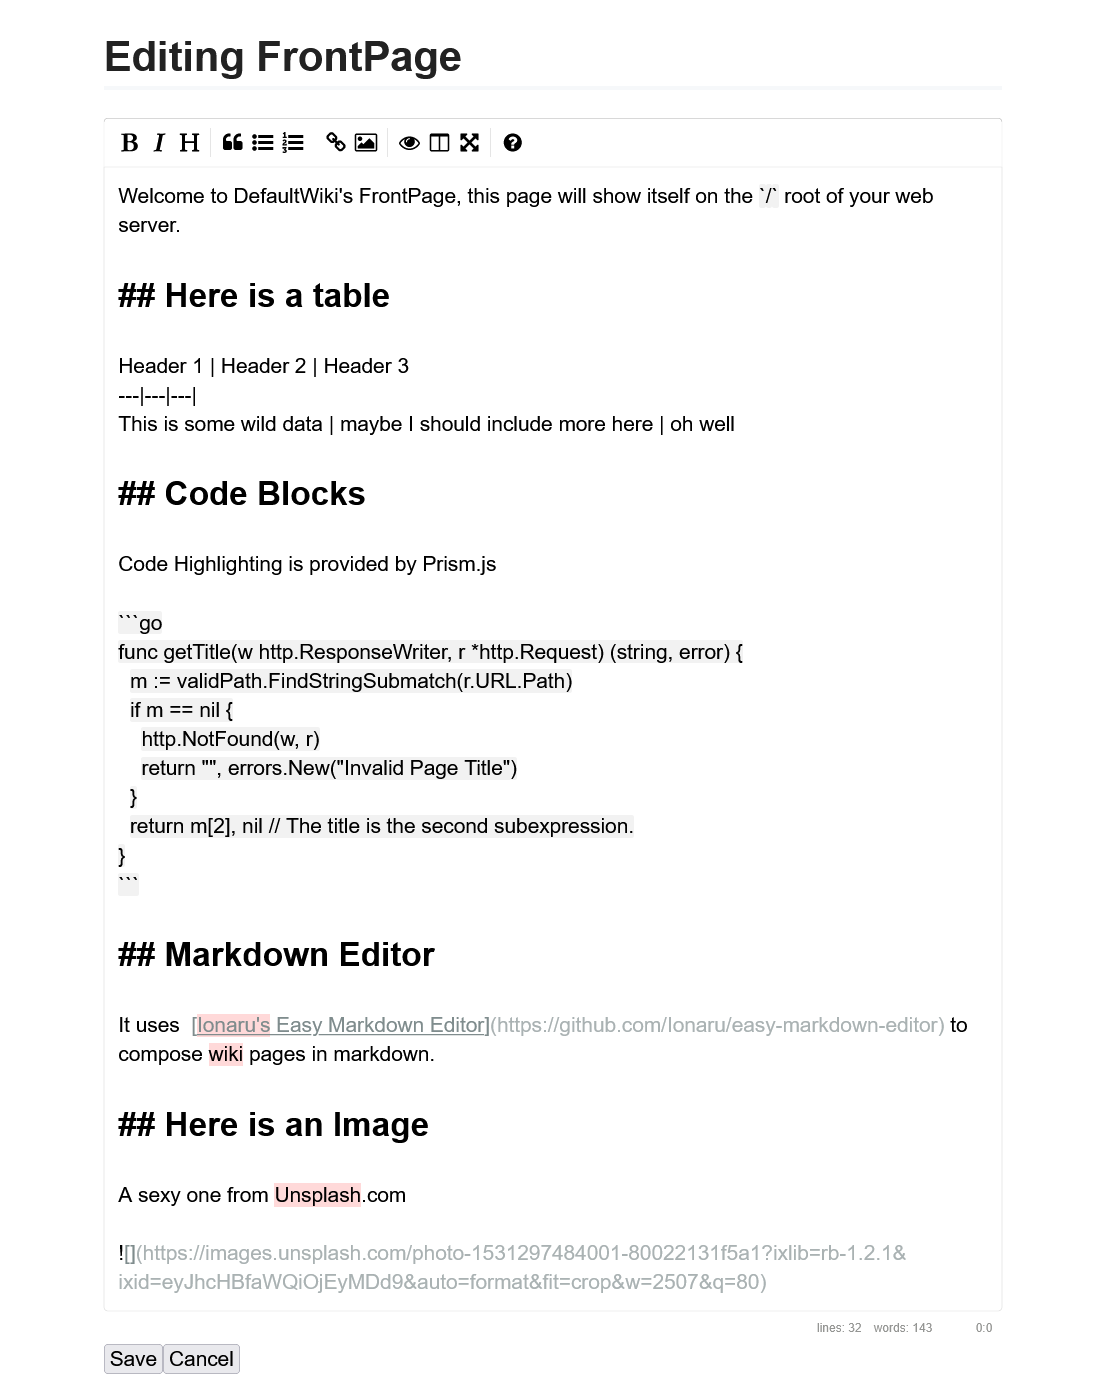 Editing FrontPage
B I H
Welcome to DefaultWiki's FrontPage, this page will show itself on the `/` root of your web
server.
## Here is a table
Header 1 | Header 2 | Header 3
---|---|---|
This is some wild data | maybe I should include more here | oh well
## Code Blocks
Code Highlighting is provided by Prism.js
```go
func getTitle(w http.ResponseWriter, r *http.Request) (string, error) {
  m := validPath.FindStringSubmatch(r.URL.Path)
  if m == nil {
    http.NotFound(w, r)
    return "", errors.New("Invalid Page Title")
  }
  return m[2], nil // The title is the second subexpression.
}
```
## Markdown Editor
It uses  [Ionaru's Easy Markdown Editor](https://github.com/Ionaru/easy-markdown-editor) to
compose wiki pages in markdown.
## Here is an Image
A sexy one from Unsplash.com
![](https://images.unsplash.com/photo-1531297484001-80022131f5a1?ixlib=rb-1.2.1&
ixid=eyJhcHBfaWQiOjEyMDd9&auto=format&fit=crop&w=2507&q=80)
lines: 32 words: 143 0:0
Save Cancel